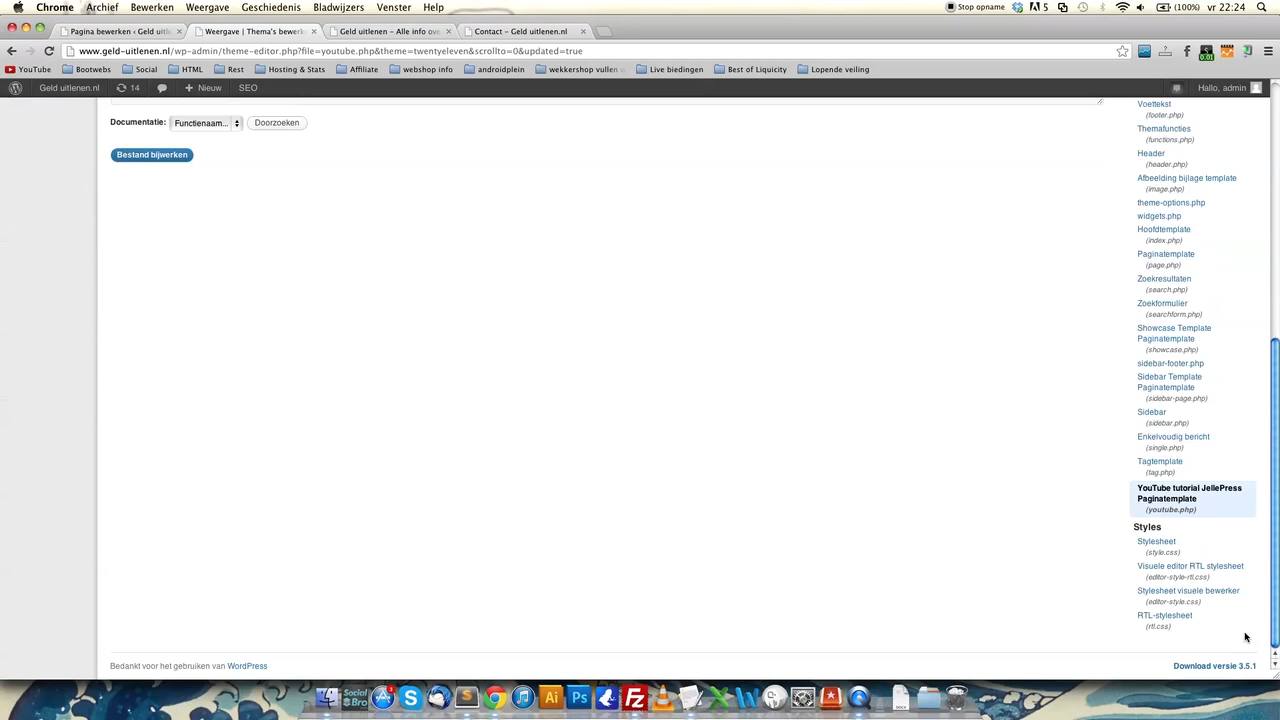 Chrome Archief Bewerken Weergave Geschiedenis Bladwijzers Venster Help Stop opname 5 (100%) vr 22:24
Pagina bewerken ‹ Geld uitl × Weergave | Thema's bewerke × Geld uitlenen – Alle info ove × Contact – Geld-uitlenen.nl ×
www.geld-uitlenen.nl/wp-admin/theme-editor.php?file=youtube.php&theme=twentyeleven&scrollto=0&updated=true
0.01
YouTube Bootwebs Social HTML Rest Hosting & Stats Affiliate webshop info androidplein wekkershop vullen Live biedingen Best of Liquicity Lopende veiling
Geld uitlenen.nl 14 Nieuw SEO Hallo, admin
Documentatie: Functienaam... Doorzoeken
Bestand bijwerken
Voettekst
(footer.php)
Themafuncties
(functions.php)
Header
(header.php)
Afbeelding bijlage template
(image.php)
theme-options.php
widgets.php
Hoofdtemplate
(index.php)
Paginatemplate
(page.php)
Zoekresultaten
(search.php)
Zoekformulier
(searchform.php)
Showcase Template
Paginatemplate
(showcase.php)
sidebar-footer.php
Sidebar Template
Paginatemplate
(sidebar-page.php)
Sidebar
(sidebar.php)
Enkelvoudig bericht
(single.php)
Tagtemplate
(tag.php)
YouTube tutorial JellePress
Paginatemplate
(youtube.php)
Styles
Stylesheet
(style.css)
Visuele editor RTL stylesheet
(editor-style-rtl.css)
Stylesheet visuele bewerker
(editor-style.css)
RTL-stylesheet
(rtl.css)
Bedankt voor het gebruiken van WordPress
Download versie 3.5.1
Social
Bro
Ai Ps Fz